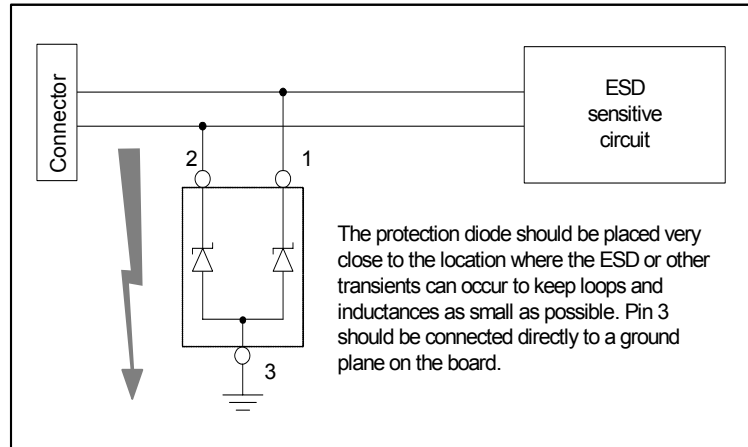 Connector
ESD
sensitive
circuit
2
1
The protection diode should be placed very
close to the location where the ESD or other
transients can occur to keep loops and
inductances as small as possible. Pin 3
should be connected directly to a ground
plane on the board.
3